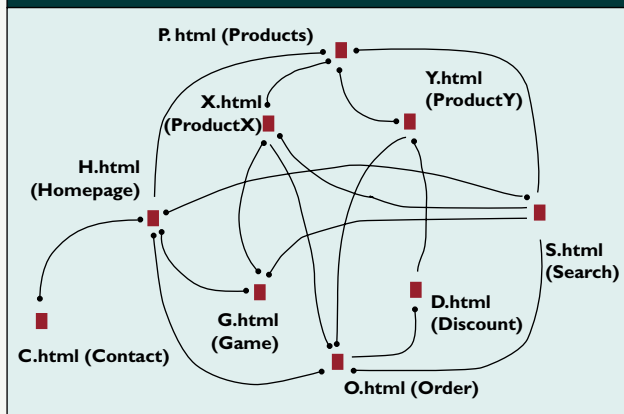 P.html (Products)
Y.html
(ProductY)
X.html
(ProductX)
H.html
(Homepage)
S.html
(Search)
G.html
(Game)
D.html
(Discount)
C.html (Contact)
O.html (Order)